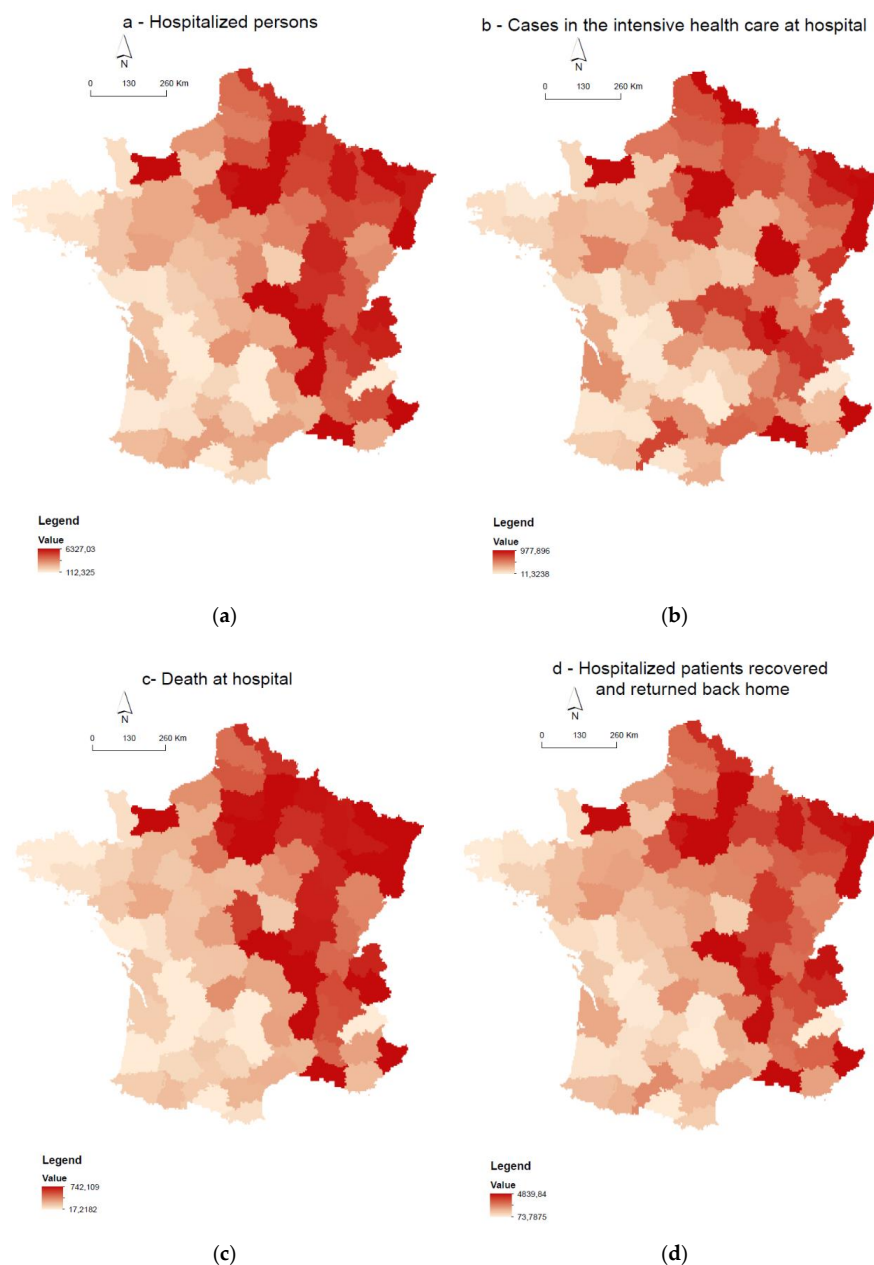 a - Hospitalized persons
N
0 130 260 Km
Legend
Value
6327,03
112,325
(a)
b - Cases in the intensive health care at hospital
N
0 130 260 Km
Legend
Value
977,896
11,3238
(b)
c- Death at hospital
N
0 130 260 Km
Legend
Value
742,109
17,2182
(c)
d - Hospitalized patients recovered
and returned back home
N
0 130 260 Km
Legend
Value
4839,84
73,7875
(d)